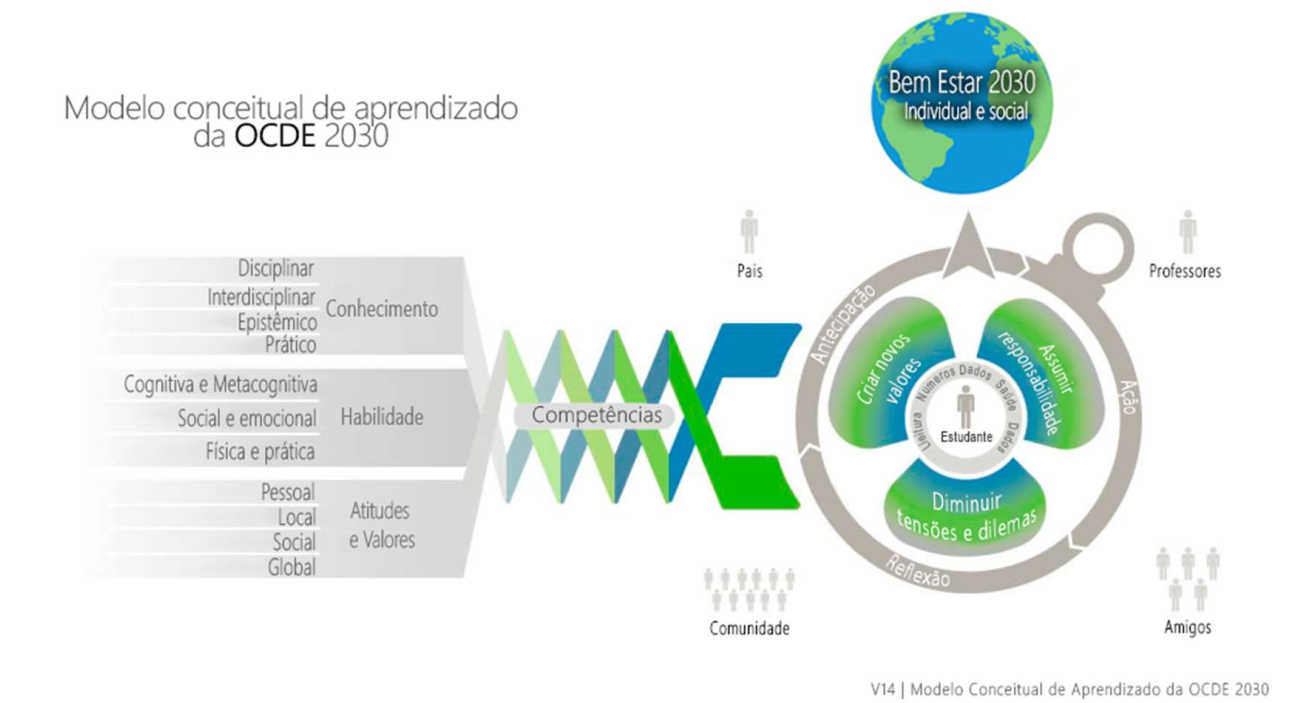 Modelo conceitual de aprendizado
da OCDE 2030
Bem Estar 2030
Individual e social
Disciplinar
Interdisciplinar
Epistêmico
Prático
Conhecimento
Cognitiva e Metacognitiva
Social e emocional
Física e prática
Habilidade
Pessoal
Local
Social
Global
Atitudes
e Valores
Competências
Pais
Professores
Antecipação
Ação
Reflexão
Criar novos
valores
Assumir
responsabilidade
Diminuir
tensões e dilemas
Leitura Números Dados Saúde Dados
Estudante
Comunidade
Amigos
V14 | Modelo Conceitual de Aprendizado da OCDE 2030